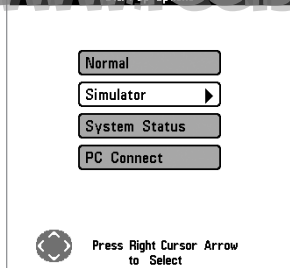 Normal
Simulator
System Status
PC Connect
Press Right Cursor Arrow
to Select